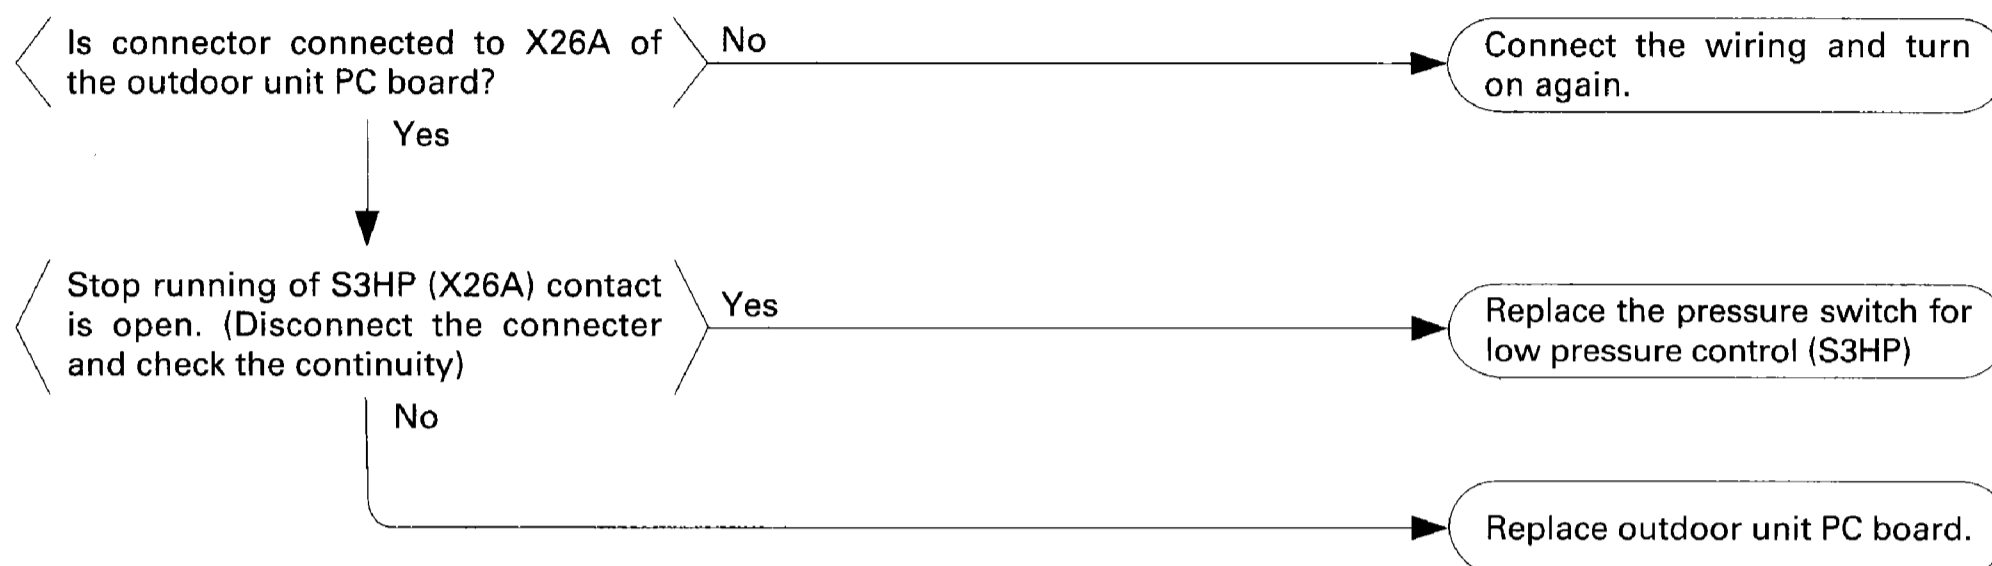 Is connector connected to X26A of
the outdoor unit PC board?
No
Connect the wiring and turn
on again.
Yes
Stop running of S3HP (X26A) contact
is open. (Disconnect the connecter
and check the continuity)
Yes
Replace the pressure switch for
low pressure control (S3HP)
No
Replace outdoor unit PC board.